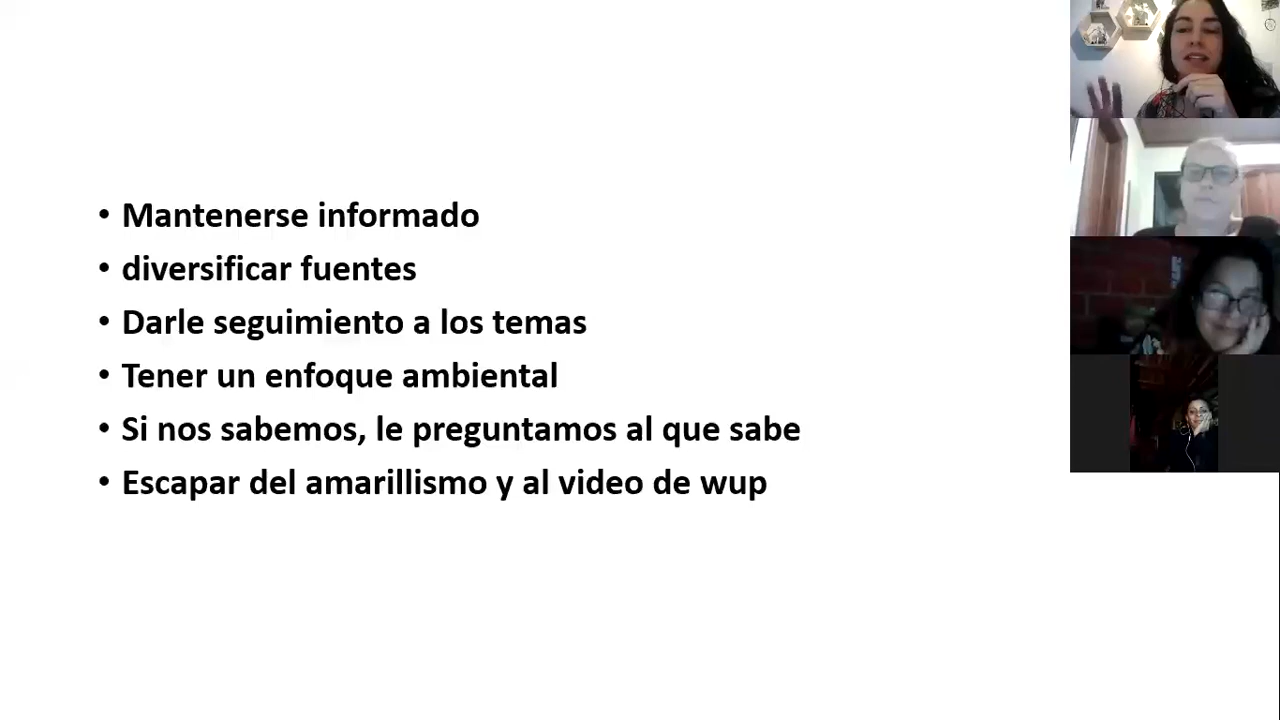 • Mantenerse informado
• diversificar fuentes
• Darle seguimiento a los temas
• Tener un enfoque ambiental
• Si nos sabemos, le preguntamos al que sabe
• Escapar del amarillismo y al video de wup